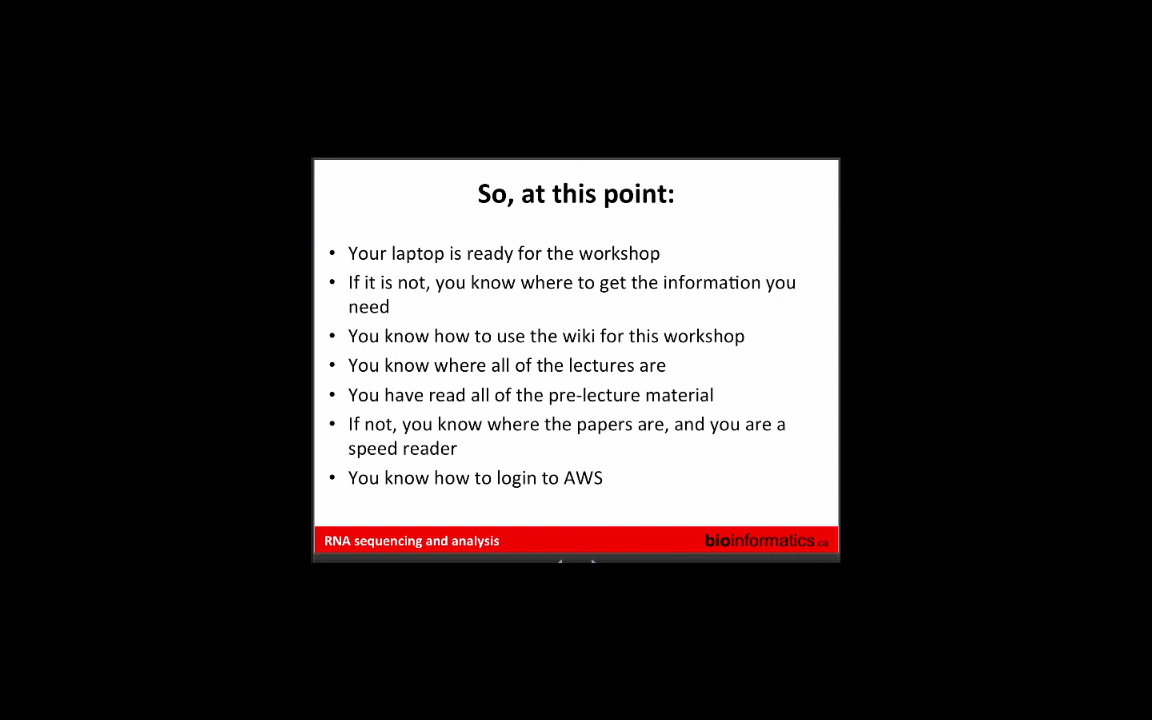 So, at this point:
• Your laptop is ready for the workshop
• If it is not, you know where to get the information you
need
• You know how to use the wiki for this workshop
• You know where all of the lectures are
• You have read all of the pre-lecture material
• If not, you know where the papers are, and you are a
speed reader
• You know how to login to AWS
RNA sequencing and analysis
bioinformatics.ca